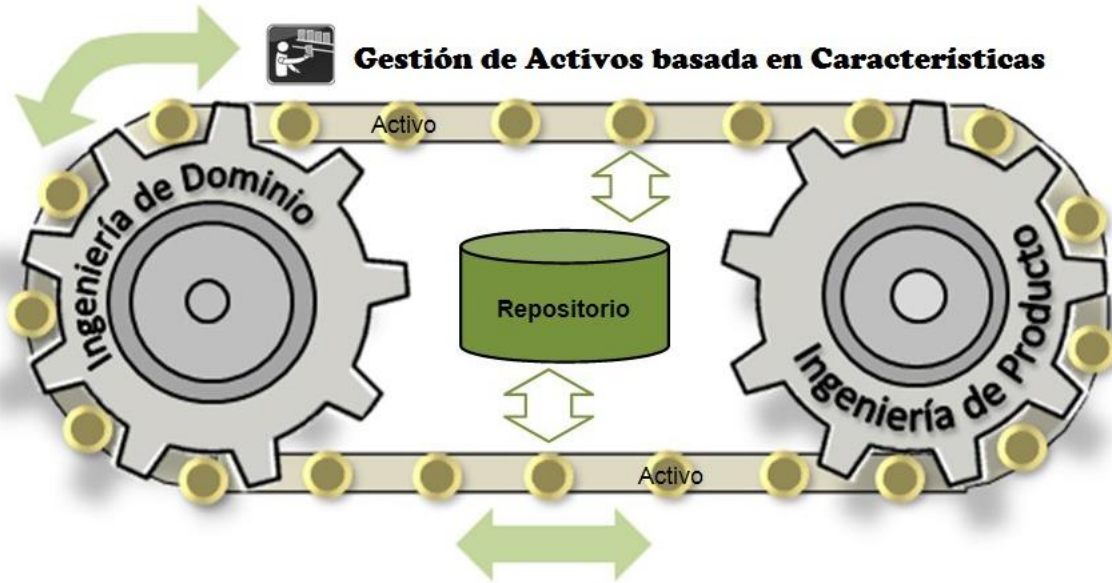 Gestión de Activos basada en Características
Activo
Ingeniería de Dominio
Repositorio
Ingeniería de Producto
Activo